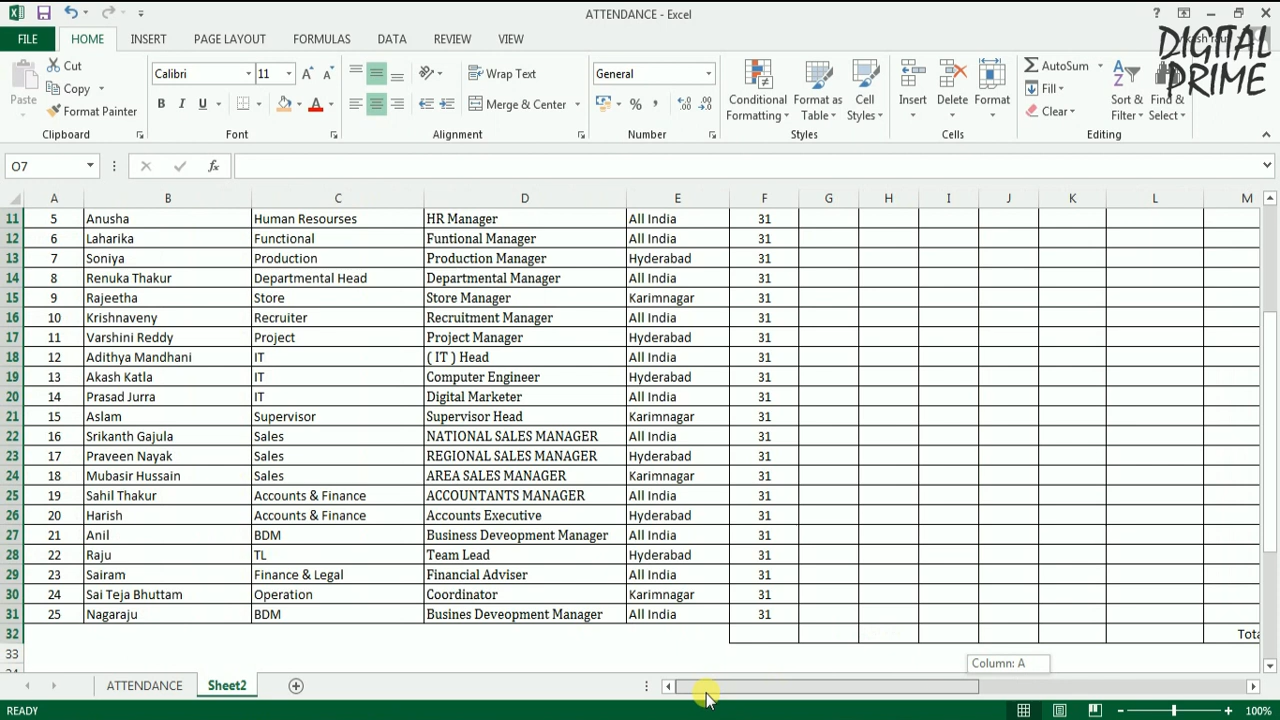 ATTENDANCE - Excel
FILE HOME INSERT PAGE LAYOUT FORMULAS DATA REVIEW VIEW
DIGITAL
PRIME
Cut
Copy
Format Painter
Paste
Clipboard
Calibri 11
B I U A
Font
Wrap Text
Merge & Center
Alignment
General
%
Number
Conditional Formatting
Format as Table
Cell Styles
Styles
Insert
Delete
Format
Cells
AutoSum
Fill
Clear
Sort & Filter
Find & Select
Editing
O7 fx
A B C D E F G H I J K L M
11 5 Anusha Human Resourses HR Manager All India 31
12 6 Laharika Functional Funtional Manager All India 31
13 7 Soniya Production Production Manager Hyderabad 31
14 8 Renuka Thakur Departmental Head Departmental Manager All India 31
15 9 Rajeetha Store Store Manager Karimnagar 31
16 10 Krishnaveny Recruiter Recruitment Manager All India 31
17 11 Varshini Reddy Project Project Manager Hyderabad 31
18 12 Adithya Mandhani IT ( IT ) Head All India 31
19 13 Akash Katla IT Computer Engineer Hyderabad 31
20 14 Prasad Jurra IT Digital Marketer All India 31
21 15 Aslam Supervisor Supervisor Head Karimnagar 31
22 16 Srikanth Gajula Sales NATIONAL SALES MANAGER All India 31
23 17 Praveen Nayak Sales REGIONAL SALES MANAGER Hyderabad 31
24 18 Mubasir Hussain Sales AREA SALES MANAGER Karimnagar 31
25 19 Sahil Thakur Accounts & Finance ACCOUNTANTS MANAGER All India 31
26 20 Harish Accounts & Finance Accounts Executive Hyderabad 31
27 21 Anil BDM Business Deveopment Manager All India 31
28 22 Raju TL Team Lead Hyderabad 31
29 23 Sairam Finance & Legal Financial Adviser All India 31
30 24 Sai Teja Bhuttam Operation Coordinator Karimnagar 31
31 25 Nagaraju BDM Busines Deveopment Manager All India 31
32 Tota
33
Column: A
ATTENDANCE Sheet2
READY 100%